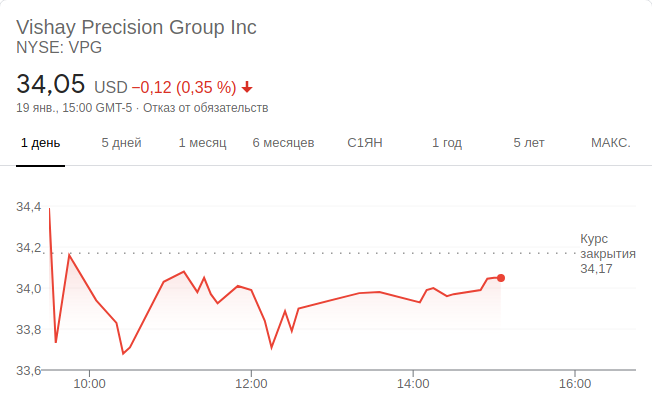 Vishay Precision Group Inc
NYSE: VPG
34,05 USD −0,12 (0,35 %)
19 янв., 15:00 GMT-5 · Отказ от обязательств
1 день 5 дней 1 месяц 6 месяцев С1ЯН 1 год 5 лет МАКС.
34,4
34,2
34,0
33,8
33,6
Курс
закрытия
34,17
10:00 12:00 14:00 16:00